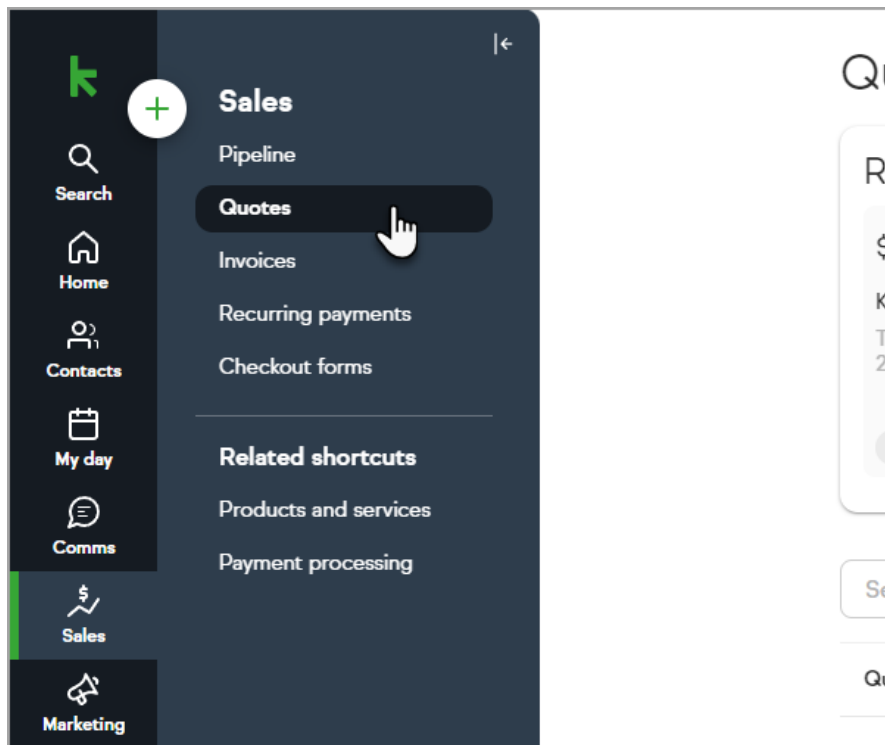 Search
Home
Contacts
My day
Comms
Sales
Marketing
Sales
Pipeline
Quotes
Invoices
Recurring payments
Checkout forms
Related shortcuts
Products and services
Payment processing
$